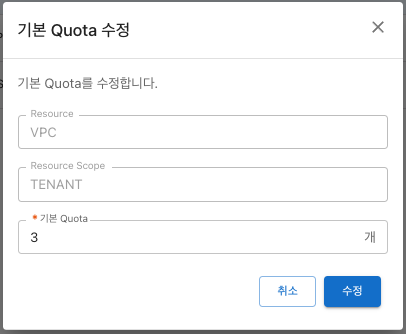 기본 Quota 수정
기본 Quota를 수정합니다.
Resource
VPC
Resource Scope
TENANT
* 기본 Quota
3 개
취소 수정